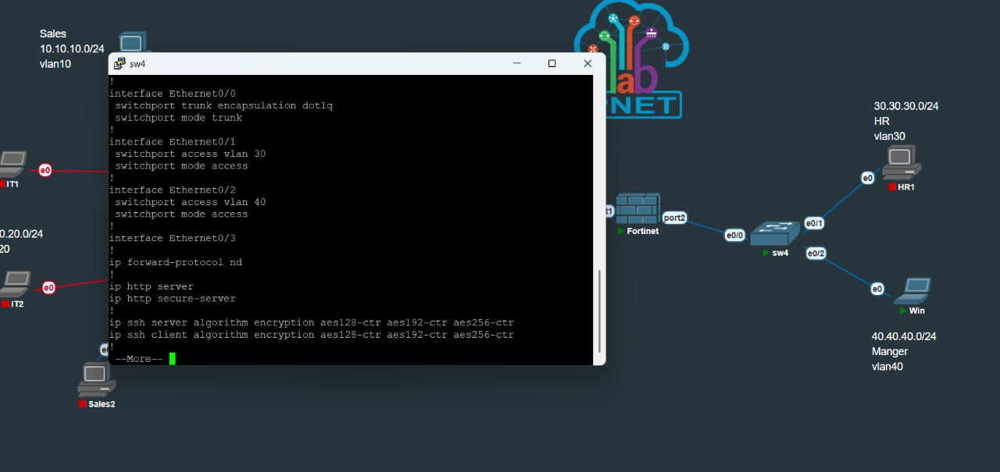 Sales
10.10.10.0/24
vlan10
sw4
!
interface Ethernet0/0
switchport trunk encapsulation dot1q
switchport mode trunk
!
interface Ethernet0/1
switchport access vlan 30
switchport mode access
!
interface Ethernet0/2
switchport access vlan 40
switchport mode access
!
interface Ethernet0/3
!
ip forward-protocol nd
!
ip http server
ip http secure-server
!
ip ssh server algorithm encryption aes128-ctr aes192-ctr aes256-ctr
ip ssh client algorithm encryption aes128-ctr aes192-ctr aes256-ctr
!
--More--
e0
IT1
0.20.0/24
20
e0
IT2
Sales2
lab
NET
30.30.30.0/24
HR
vlan30
e0
HR1
t1
port2
Fortinet
e0/0
e0/1
sw4
e0/2
e0
Win
40.40.40.0/24
Manger
vlan40